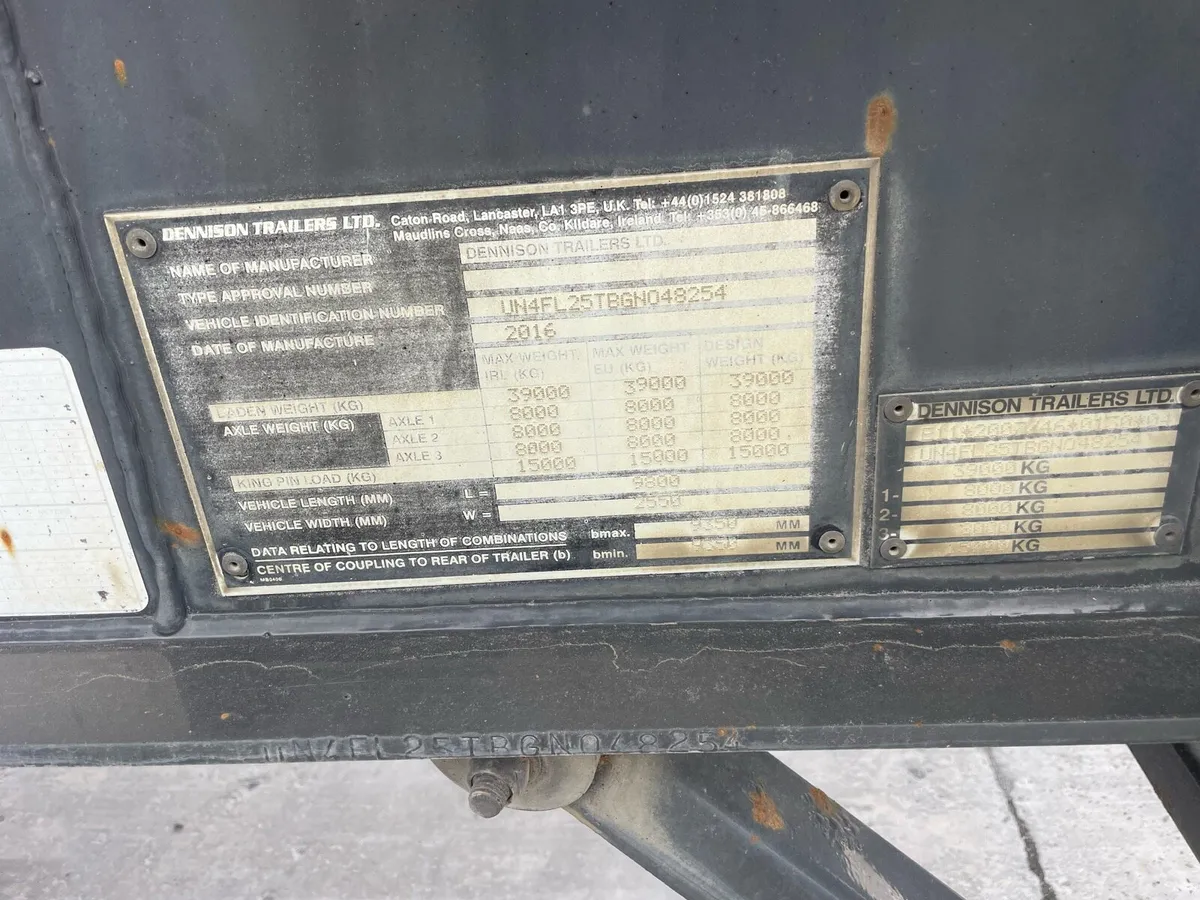 DENNISON TRAILERS LTD. Caton Road, Lancaster, LA1 3PE, U.K. Tel: +44(0)1524 381808
Maudlins Cross, Naas, Co. Kildare, Ireland. Tel: +353(0) 45-866468
NAME OF MANUFACTURER DENNISON TRAILERS LTD.
TYPE APPROVAL NUMBER
VEHICLE IDENTIFICATION NUMBER UN4FL25TBGN048254
DATE OF MANUFACTURE 2016
MAX WEIGHT IRL (KG) MAX WEIGHT EU (KG) DESIGN WEIGHT (KG)
LADEN WEIGHT (KG) 39000 39000 39000
AXLE WEIGHT (KG) AXLE 1 8000 8000 8000
AXLE 2 8000 8000 8000
AXLE 3 8000 8000 8000
KING PIN LOAD (KG) 15000 15000 15000
VEHICLE LENGTH (MM) L = 9800
VEHICLE WIDTH (MM) W = 2550
DATA RELATING TO LENGTH OF COMBINATIONS bmax. MM
CENTRE OF COUPLING TO REAR OF TRAILER (b) bmin. MM
DENNISON TRAILERS LTD.
UN4FL25TBGN048254
39000 KG
1- 8000 KG
2- 8000 KG
3- 8000 KG
KG
UN4FL25TBGN048254